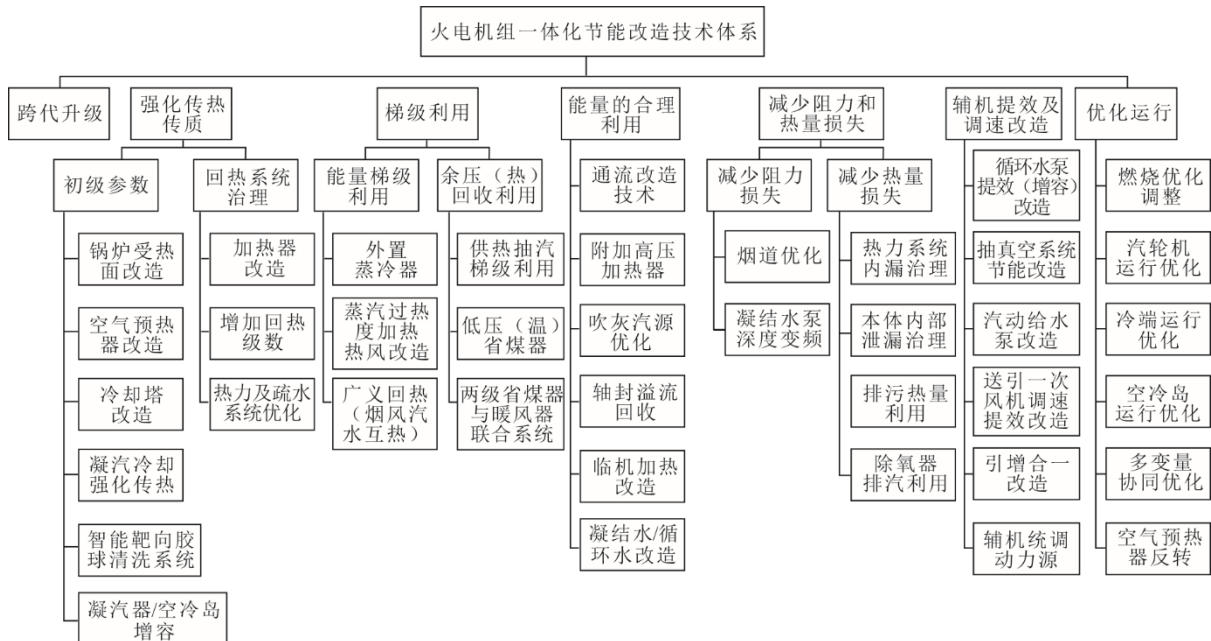 火电机组一体化节能改造技术体系
跨代升级
强化传热
传质
梯级利用
能量的合理
利用
减少阻力和
热量损失
辅机提效及
调速改造
优化运行
初级参数
回热系统
治理
能量梯级
利用
余压（热）
回收利用
减少阻力
损失
减少热量
损失
锅炉受热
面改造
空气预热
器改造
冷却塔
改造
凝汽冷却
强化传热
智能靶向胶
球清洗系统
凝汽器/空冷岛
增容
加热器
改造
增加回热
级数
热力及疏水
系统优化
外置
蒸冷器
蒸汽过热
度加热
热风改造
广义回热
（烟风汽
水互热）
供热抽汽
梯级利用
低压（温）
省煤器
两级省煤器
与暖风器
联合系统
通流改造
技术
附加高压
加热器
吹灰汽源
优化
轴封溢流
回收
临机加热
改造
凝结水/循
环水改造
烟道优化
凝结水泵
深度变频
热力系统
内漏治理
本体内部
泄漏治理
排污热量
利用
除氧器
排汽利用
循环水泵
提效（增容）
改造
抽真空系统
节能改造
汽动给水
泵改造
送引一次
风机调速
提效改造
引增合一
改造
辅机统调
动力源
燃烧优化
调整
汽轮机
运行优化
冷端运行
优化
空冷岛
运行优化
多变量
协同优化
空气预热
器反转